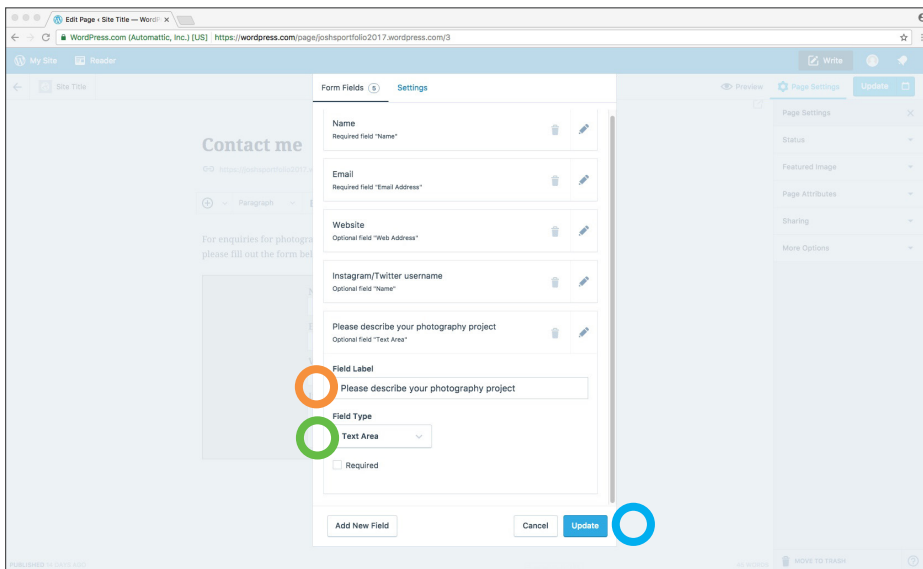 Edit Page ‹ Site Title — WordP
WordPress.com (Automattic, Inc.) [US] https://wordpress.com/page/joshsportfolio2017.wordpress.com/3
My Site Reader Write
Site Title Preview Page Settings Update
Form Fields 5 Settings
Page Settings
Name
Required field "Name"
Status
Contact me
Featured Image
Email
Required field "Email Address"
Page Attributes
Paragraph
Sharing
Website
Optional field "Web Address"
For enquiries for photogra
please fill out the form bel
More Options
Instagram/Twitter username
Optional field "Name"
Please describe your photography project
Optional field "Text Area"
Field Label
Please describe your photography project
Field Type
Text Area
Required
Add New Field Cancel Update
MOVE TO TRASH